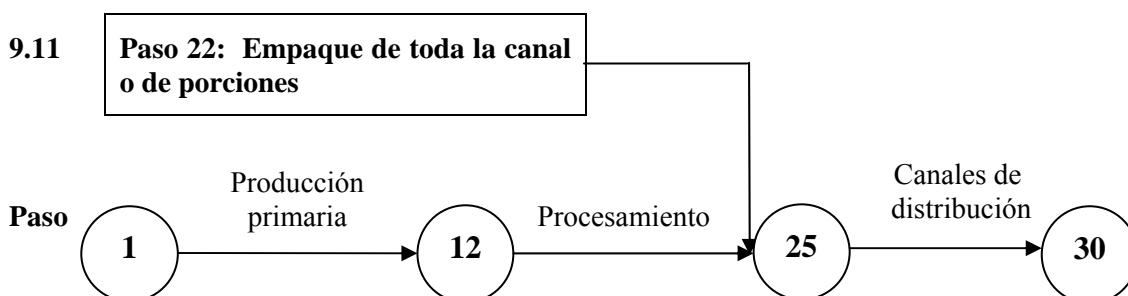 9.11 Paso 22: Empaque de toda la canal
o de porciones
Producción
primaria
Procesamiento
Canales de
distribución
Paso 1 12 25 30